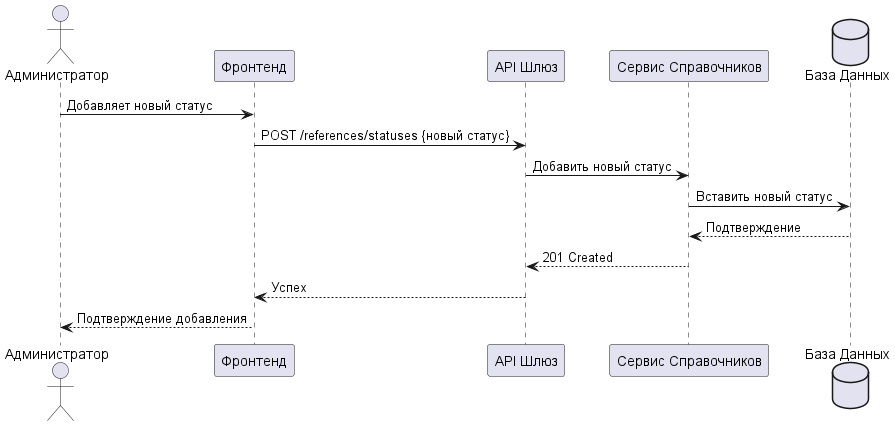 Администратор
Фронтенд
API Шлюз
Сервис Справочников
База Данных
Добавляет новый статус
POST /references/statuses {новый статус}
Добавить новый статус
Вставить новый статус
Подтверждение
201 Created
Успех
Подтверждение добавления
Администратор
Фронтенд
API Шлюз
Сервис Справочников
База Данных